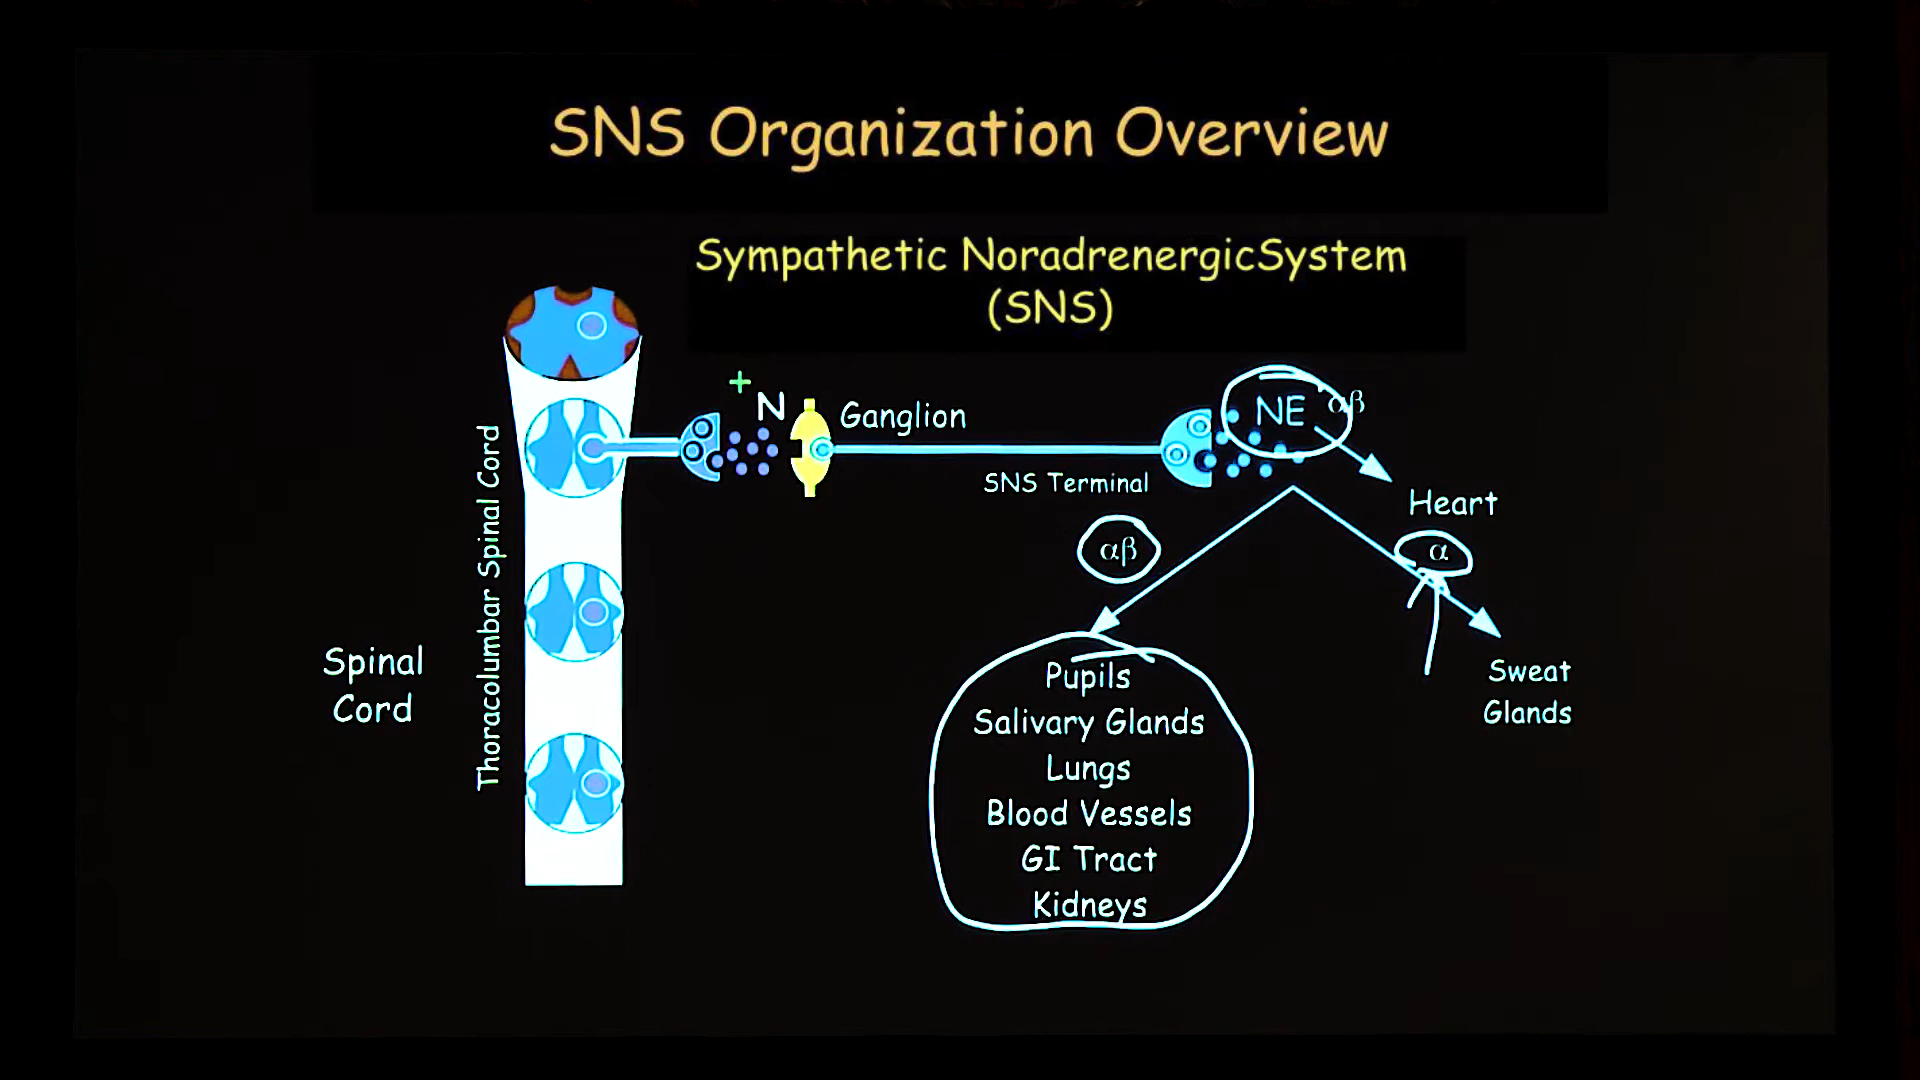 SNS Organization Overview
Sympathetic NoradrenergicSystem
(SNS)
+
N
Ganglion
NE
αβ
SNS Terminal
Heart
αβ
α
Thoracolumbar Spinal Cord
Spinal
Cord
Pupils
Salivary Glands
Lungs
Blood Vessels
GI Tract
Kidneys
Sweat
Glands